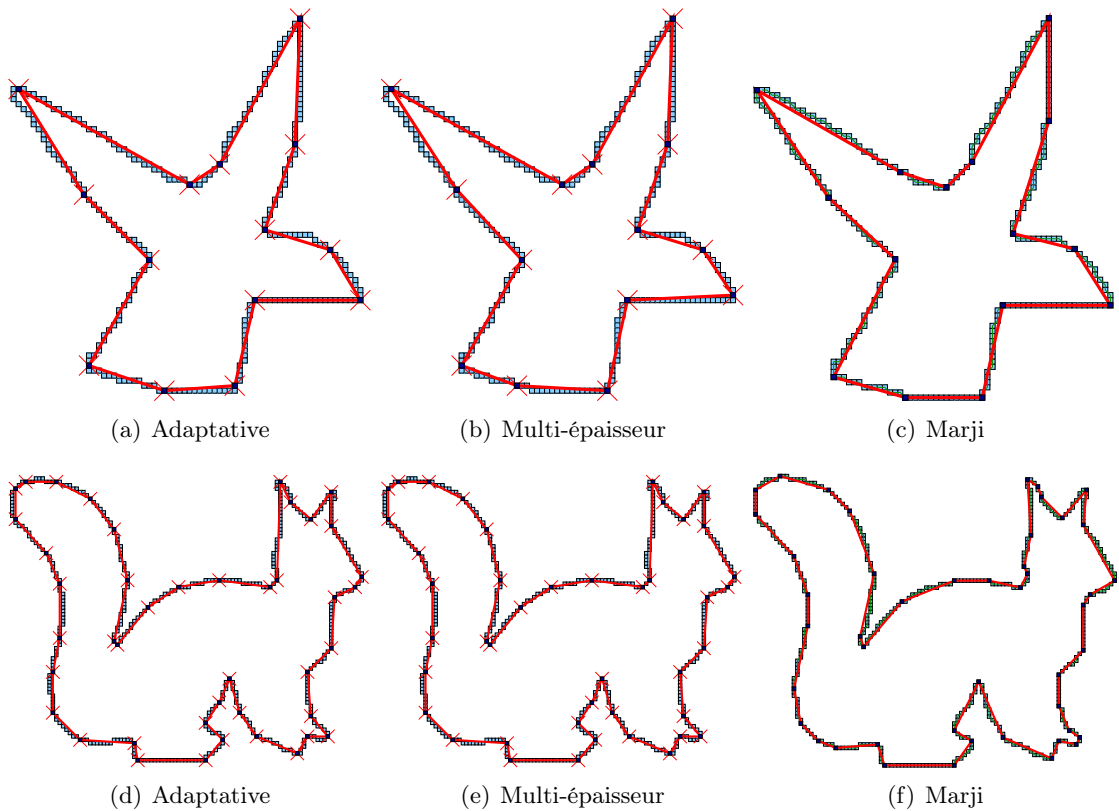 (a) Adaptative
(b) Multi-épaisseur
(c) Marji
(d) Adaptative
(e) Multi-épaisseur
(f) Marji